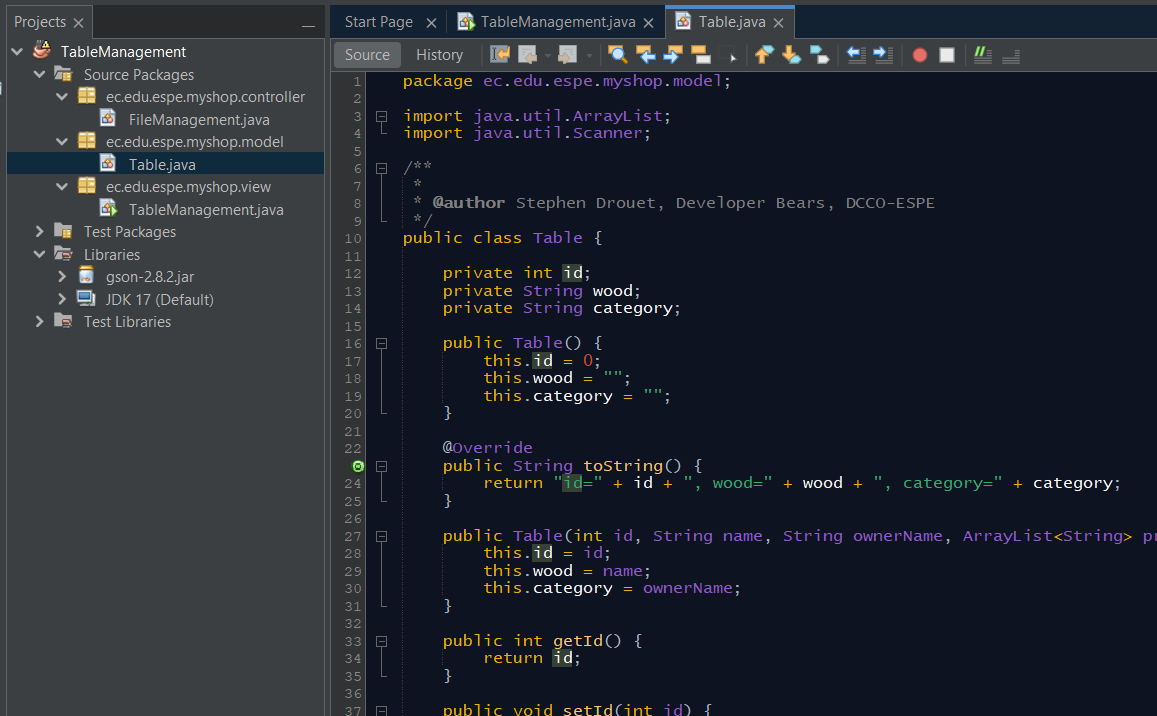 Projects
TableManagement
Source Packages
ec.edu.espe.myshop.controller
FileManagement.java
ec.edu.espe.myshop.model
Table.java
ec.edu.espe.myshop.view
TableManagement.java
Test Packages
Libraries
gson-2.8.2.jar
JDK 17 (Default)
Test Libraries
Start Page TableManagement.java Table.java
Source History
1 package ec.edu.espe.myshop.model;
2
3 import java.util.ArrayList;
4 import java.util.Scanner;
5
6 /**
7 *
8 * @author Stephen Drouet, Developer Bears, DCCO-ESPE
9 */
10 public class Table {
11
12 private int id;
13 private String wood;
14 private String category;
15
16 public Table() {
17 this.id = 0;
18 this.wood = "";
19 this.category = "";
20 }
21
22 @Override
public String toString() {
24 return "id=" + id + ", wood=" + wood + ", category=" + category;
25 }
26
27 public Table(int id, String name, String ownerName, ArrayList<String> pr
28 this.id = id;
29 this.wood = name;
30 this.category = ownerName;
31 }
32
33 public int getId() {
34 return id;
35 }
36
37 public void setId(int id) {